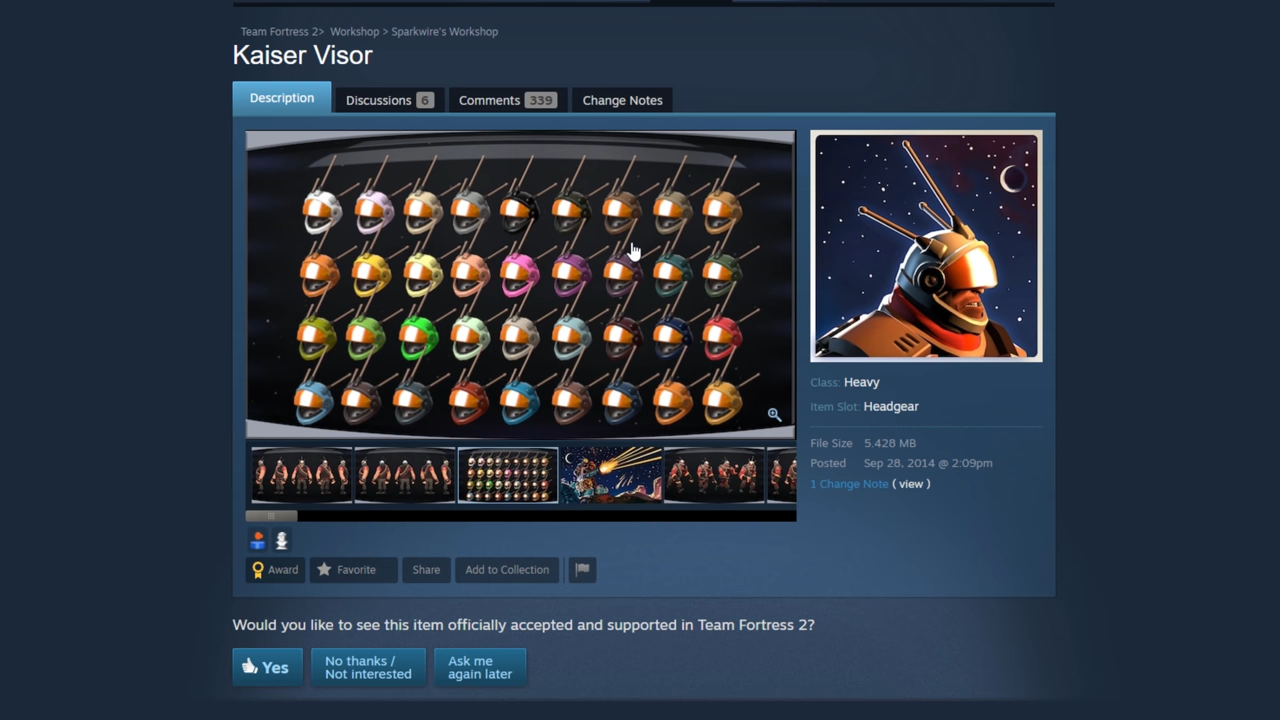 Team Fortress 2> Workshop > Sparkwire's Workshop
Kaiser Visor
Description
Discussions 6
Comments 339
Change Notes
Class: Heavy
Item Slot: Headgear
File Size 5.428 MB
Posted Sep 28, 2014 @ 2:09pm
1 Change Note ( view )
Award
Favorite
Share
Add to Collection
Would you like to see this item officially accepted and supported in Team Fortress 2?
Yes
No thanks /
Not interested
Ask me
again later